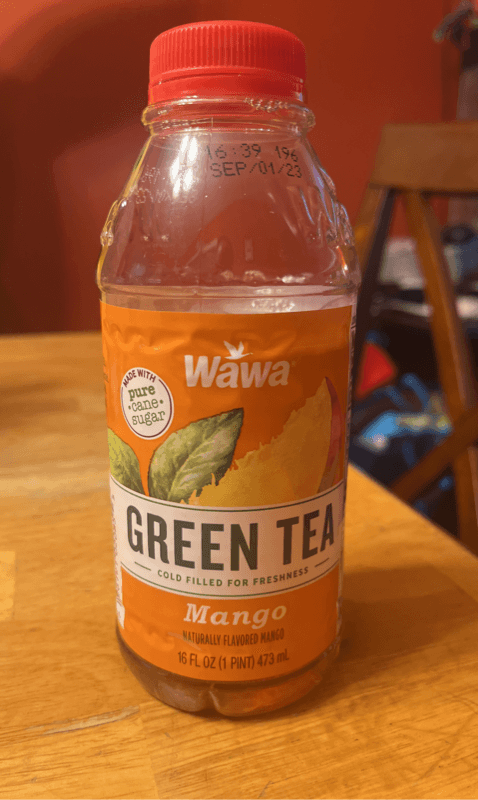 16:39 196
SEP/01/23
Wawa
MADE WITH
pure
•cane•
sugar
GREEN TEA
COLD FILLED FOR FRESHNESS
Mango
NATURALLY FLAVORED MANGO
16 FL OZ (1 PINT) 473 mL